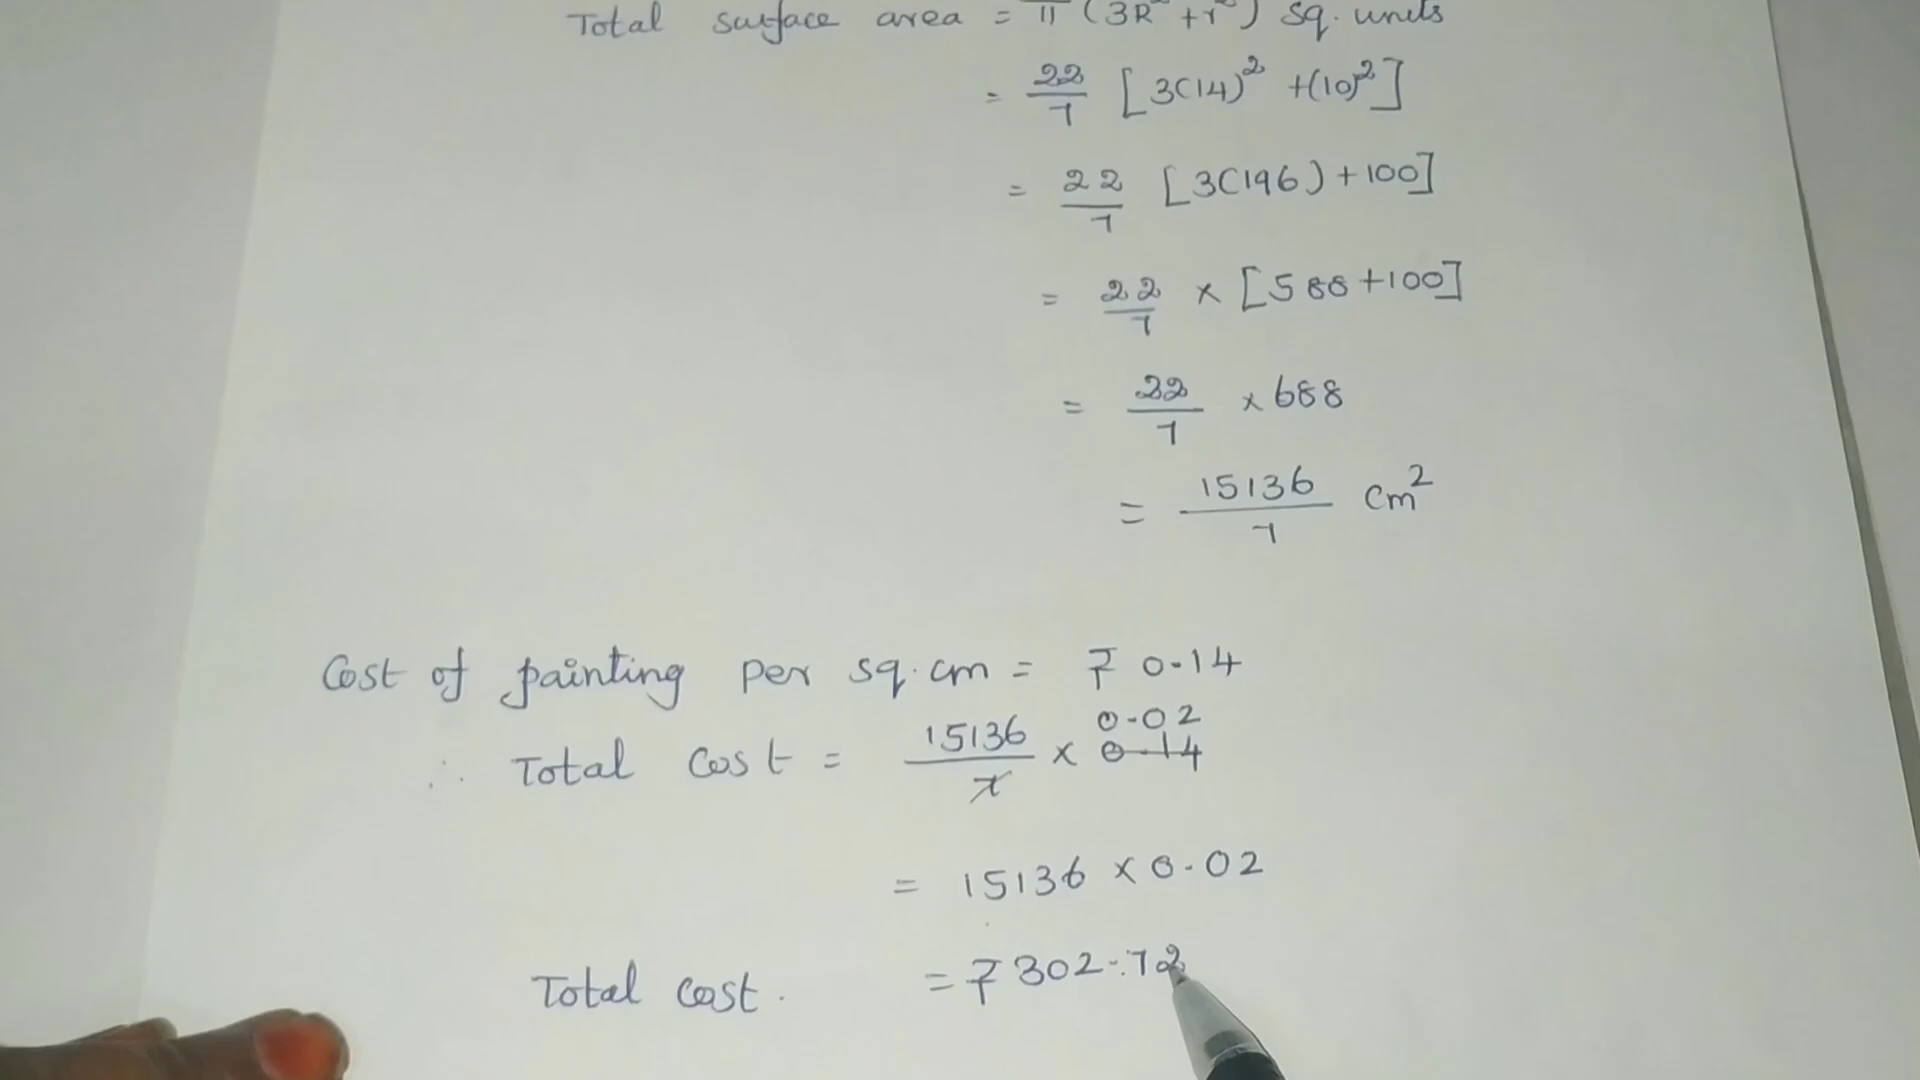 Total surface area = π (3R² + r²) sq. units
= 22/7 [3(14)² + (10)²]
= 22/7 [3(196) + 100]
= 22/7 × [588 + 100]
= 22/7 × 688
= 15136/7 cm²
Cost of painting per sq.cm = ₹ 0.14
0.02
∴ Total cost = 15136/7 × 0.14
= 15136 × 0.02
Total cost. = ₹ 302.72